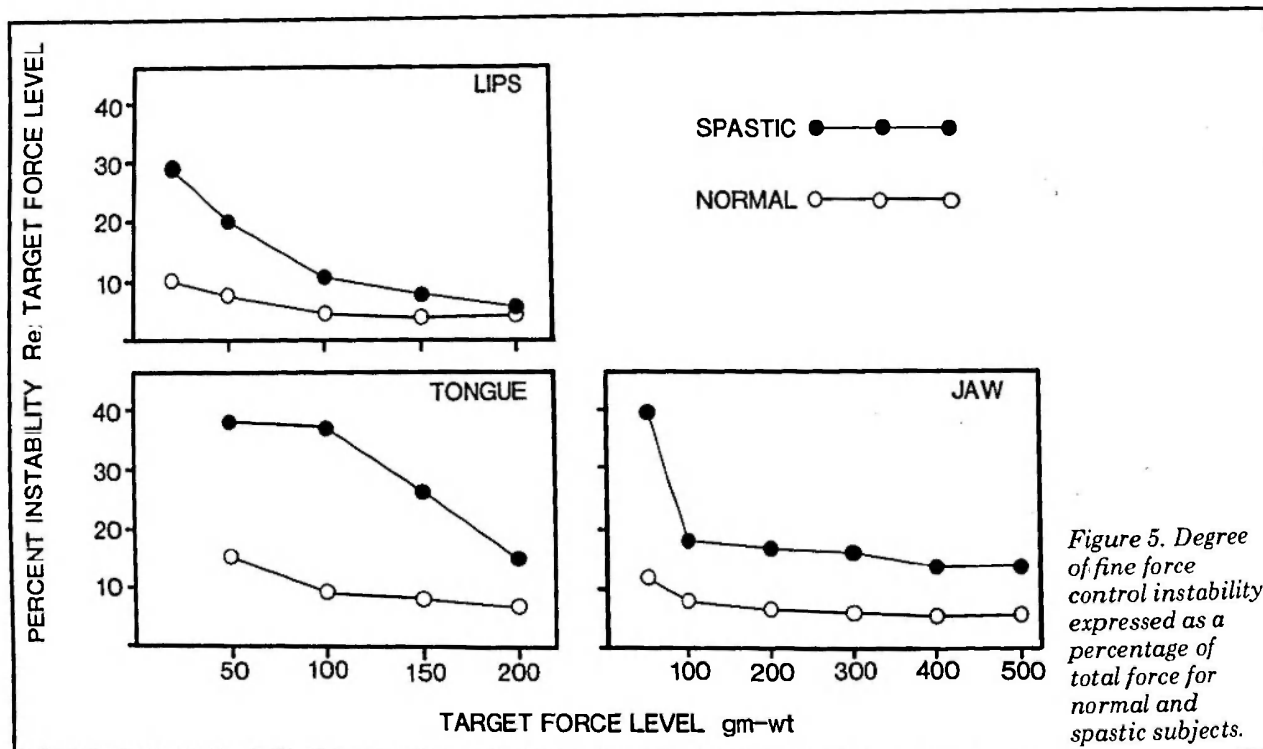 PERCENT INSTABILITY Re: TARGET FORCE LEVEL
LIPS
40
30
20
10
SPASTIC
NORMAL
TONGUE
40
30
20
10
50 100 150 200
JAW
100 200 300 400 500
TARGET FORCE LEVEL gm-wt
Figure 5. Degree
of fine force
control instability
expressed as a
percentage of
total force for
normal and
spastic subjects.